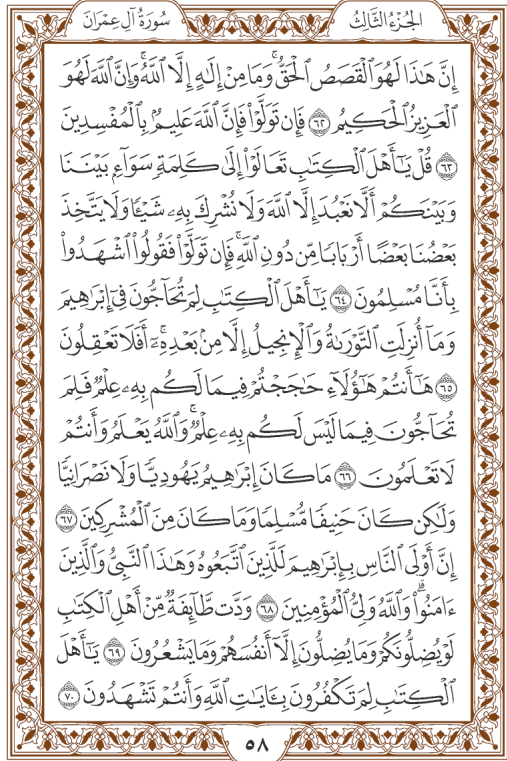 الجُزْءُ الثَّالِثُ
سُورَةُ آلِ عِمْرَانَ
إِنَّ هَٰذَا لَهُوَ ٱلْقَصَصُ ٱلْحَقُّ ۚ وَمَا مِنْ إِلَٰهٍ إِلَّا ٱللَّهُ ۚ وَإِنَّ ٱللَّهَ لَهُوَ
ٱلْعَزِيزُ ٱلْحَكِيمُ ٦٢ فَإِن تَوَلَّوْا۟ فَإِنَّ ٱللَّهَ عَلِيمٌۢ بِٱلْمُفْسِدِينَ
٦٣ قُلْ يَٰٓأَهْلَ ٱلْكِتَٰبِ تَعَالَوْا۟ إِلَىٰ كَلِمَةٍ سَوَآءٍۭ بَيْنَنَا
وَبَيْنَكُمْ أَلَّا نَعْبُدَ إِلَّا ٱللَّهَ وَلَا نُشْرِكَ بِهِۦ شَيْـًٔا وَلَا يَتَّخِذَ
بَعْضُنَا بَعْضًا أَرْبَابًا مِّن دُونِ ٱللَّهِ ۚ فَإِن تَوَلَّوْا۟ فَقُولُوا۟ ٱشْهَدُوا۟
بِأَنَّا مُسْلِمُونَ ٦٤ يَٰٓأَهْلَ ٱلْكِتَٰبِ لِمَ تُحَآجُّونَ فِىٓ إِبْرَٰهِيمَ
وَمَآ أُنزِلَتِ ٱلتَّوْرَىٰةُ وَٱلْإِنجِيلُ إِلَّا مِنۢ بَعْدِهِۦٓ ۚ أَفَلَا تَعْقِلُونَ
٦٥ هَٰٓأَنتُمْ هَٰٓؤُلَآءِ حَٰجَجْتُمْ فِيمَا لَكُم بِهِۦ عِلْمٌ فَلِمَ
تُحَآجُّونَ فِيمَا لَيْسَ لَكُم بِهِۦ عِلْمٌ ۚ وَٱللَّهُ يَعْلَمُ وَأَنتُمْ
لَا تَعْلَمُونَ ٦٦ مَا كَانَ إِبْرَٰهِيمُ يَهُودِيًّا وَلَا نَصْرَانِيًّا
وَلَٰكِن كَانَ حَنِيفًا مُّسْلِمًا وَمَا كَانَ مِنَ ٱلْمُشْرِكِينَ ٦٧
إِنَّ أَوْلَى ٱلنَّاسِ بِإِبْرَٰهِيمَ لَلَّذِينَ ٱتَّبَعُوهُ وَهَٰذَا ٱلنَّبِىُّ وَٱلَّذِينَ
ءَامَنُوا۟ ۗ وَٱللَّهُ وَلِىُّ ٱلْمُؤْمِنِينَ ٦٨ وَدَّت طَّآئِفَةٌ مِّنْ أَهْلِ ٱلْكِتَٰبِ
لَوْ يُضِلُّونَكُمْ وَمَا يُضِلُّونَ إِلَّآ أَنفُسَهُمْ وَمَا يَشْعُرُونَ ٦٩ يَٰٓأَهْلَ
ٱلْكِتَٰبِ لِمَ تَكْفُرُونَ بِـَٔايَٰتِ ٱللَّهِ وَأَنتُمْ تَشْهَدُونَ ٧٠
٥٨